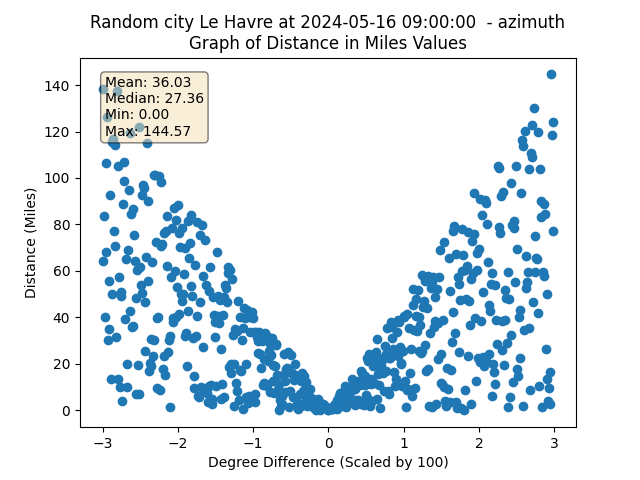 Random city Le Havre at 2024-05-16 09:00:00  - azimuth
Graph of Distance in Miles Values
Mean: 36.03
Median: 27.36
Min: 0.00
Max: 144.57
Distance (Miles)
140
120
100
80
60
40
20
0
−3
−2
−1
0
1
2
3
Degree Difference (Scaled by 100)